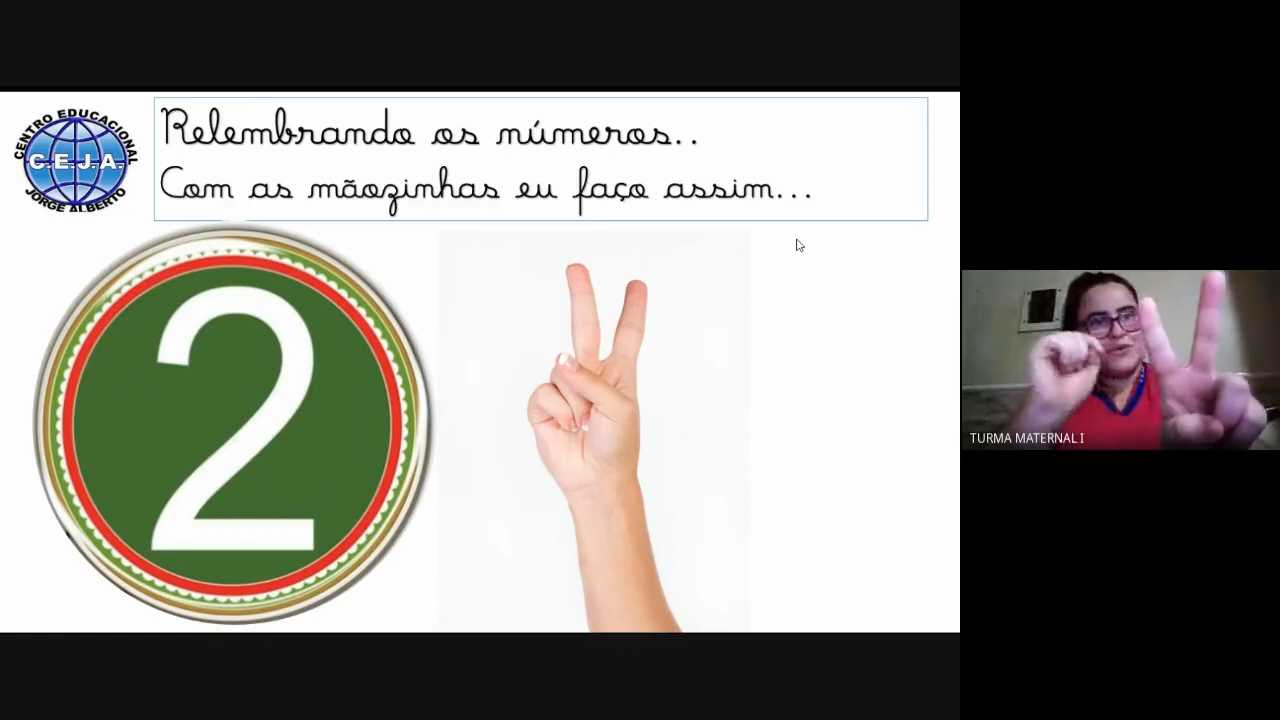 CENTRO EDUCACIONAL
C.E.J.A.
JORGE ALBERTO
Relembrando os números..
Com as mãozinhas eu faço assim...
2
TURMA MATERNAL I